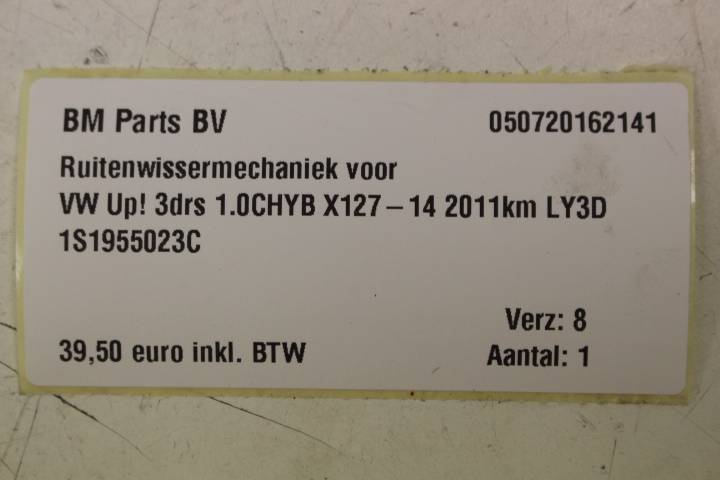 BM Parts BV 050720162141
Ruitenwissermechaniek voor
VW Up! 3drs 1.0CHYB X127-14 2011km LY3D
1S1955023C
Verz: 8
39,50 euro inkl. BTW Aantal: 1